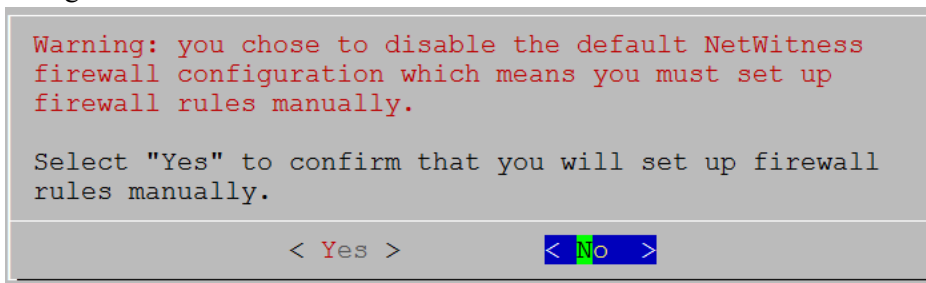 Warning: you chose to disable the default NetWitness
firewall configuration which means you must set up
firewall rules manually.
Select "Yes" to confirm that you will set up firewall
rules manually.
< Yes > < No >